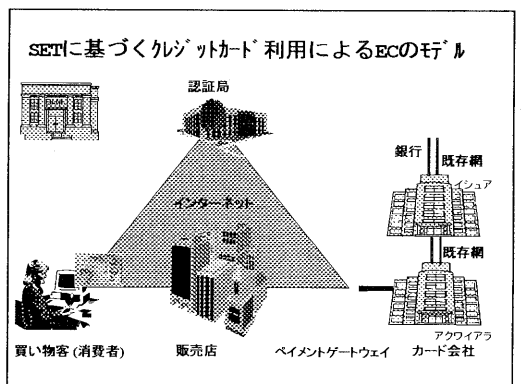 SETに基づくｸﾚｼﾞｯﾄｶｰﾄﾞ利用によるECのﾓﾃﾞﾙ
認証局
銀行
既存網
イシュア
インターネット
既存網
アクワイアラ
買い物客(消費者)
販売店
ペイメントゲートウェイ
カード会社